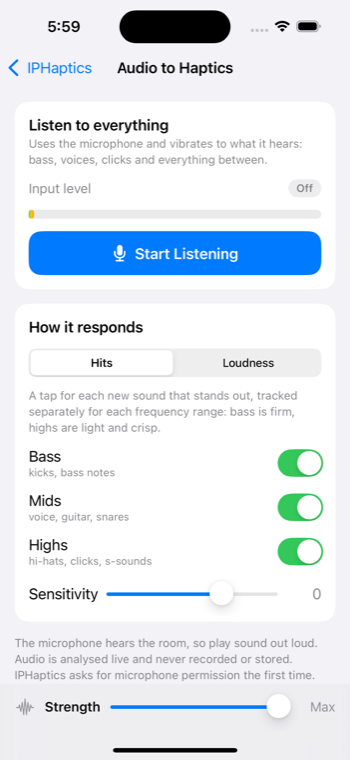 5:59
IPHaptics
Audio to Haptics
Listen to everything
Uses the microphone and vibrates to what it hears:
bass, voices, clicks and everything between.
Input level
Off
Start Listening
How it responds
Hits
Loudness
A tap for each new sound that stands out, tracked
separately for each frequency range: bass is firm,
highs are light and crisp.
Bass
kicks, bass notes
Mids
voice, guitar, snares
Highs
hi-hats, clicks, s-sounds
Sensitivity
0
The microphone hears the room, so play sound out loud.
Audio is analysed live and never recorded or stored.
IPHaptics asks for microphone permission the first time.
Strength
Max